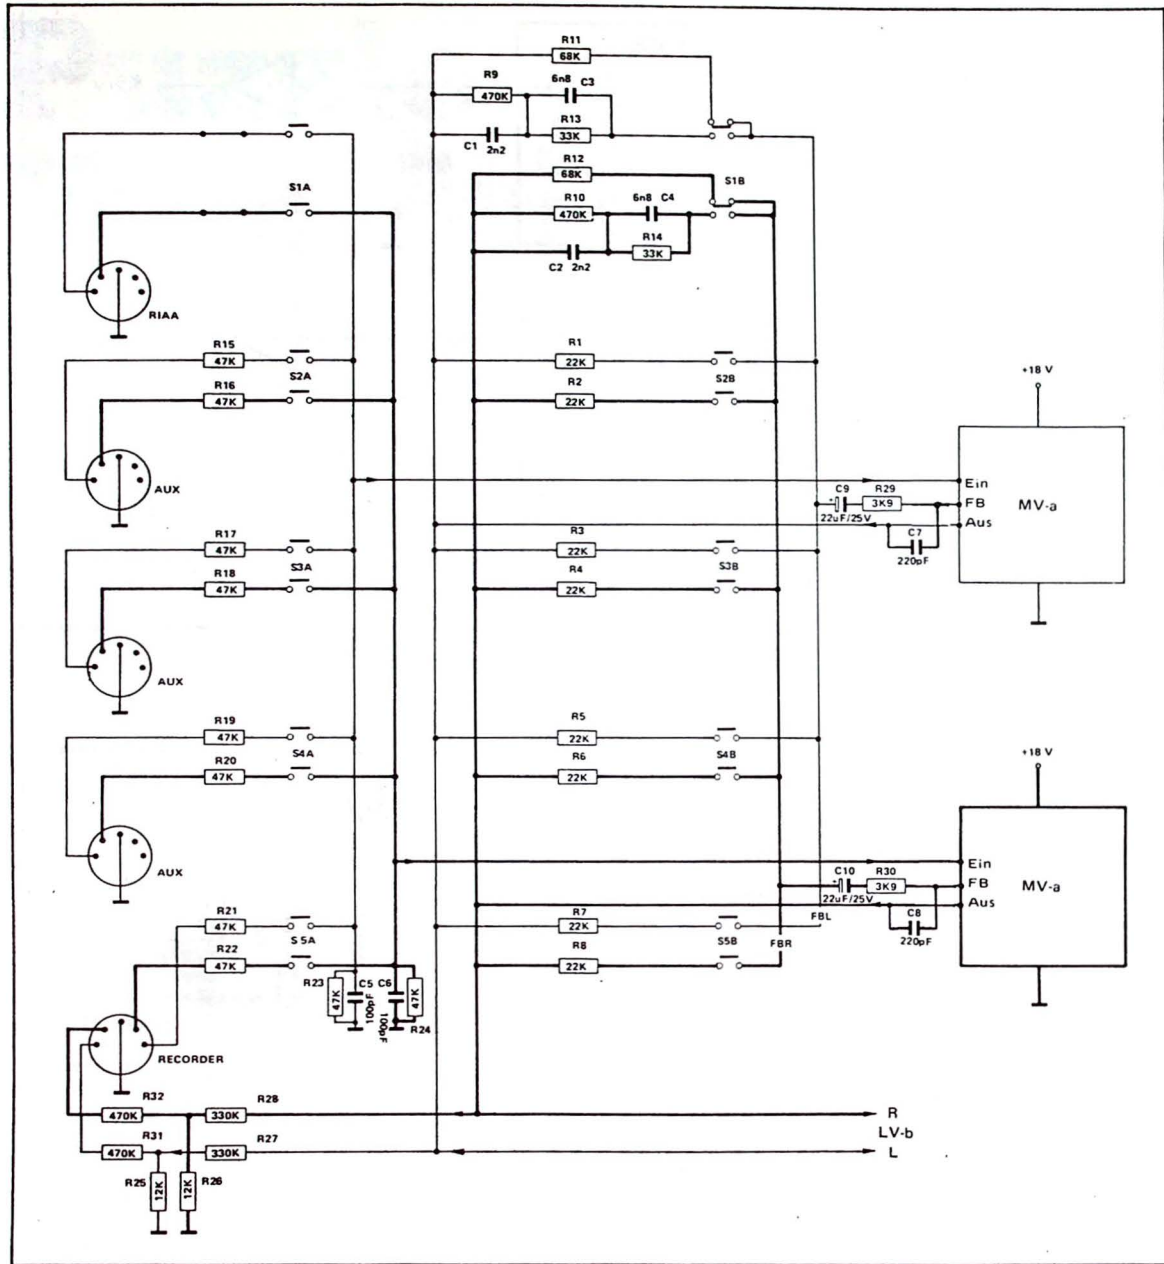 R11
68K
R9
470K
6n8 C3
R13
33K
C1 2n2
R12
68K
S1A
S1B
R10
470K
6n8 C4
R14
33K
C2 2n2
RIAA
R15
47K
S2A
R16
47K
R1
22K
S2B
R2
22K
AUX
+18 V
Ein
FB
Aus
MV-a
C9
22uF/25V
R29
3K9
C7
220pF
R17
47K
S3A
R18
47K
R3
22K
S3B
R4
22K
AUX
R19
47K
S4A
R20
47K
R5
22K
S4B
R6
22K
AUX
+18 V
Ein
FB
Aus
MV-a
C10
22uF/25V
R30
3K9
C8
220pF
R21
47K
S5A
R22
47K
R7
22K
S5B
R8
22K
FBL
FBR
R23
47K
C5
100pF
C6
100pF
47K
R24
RECORDER
R32
470K
R28
330K
R
LV-b
R31
470K
R27
330K
L
R25
12K
12K
R26